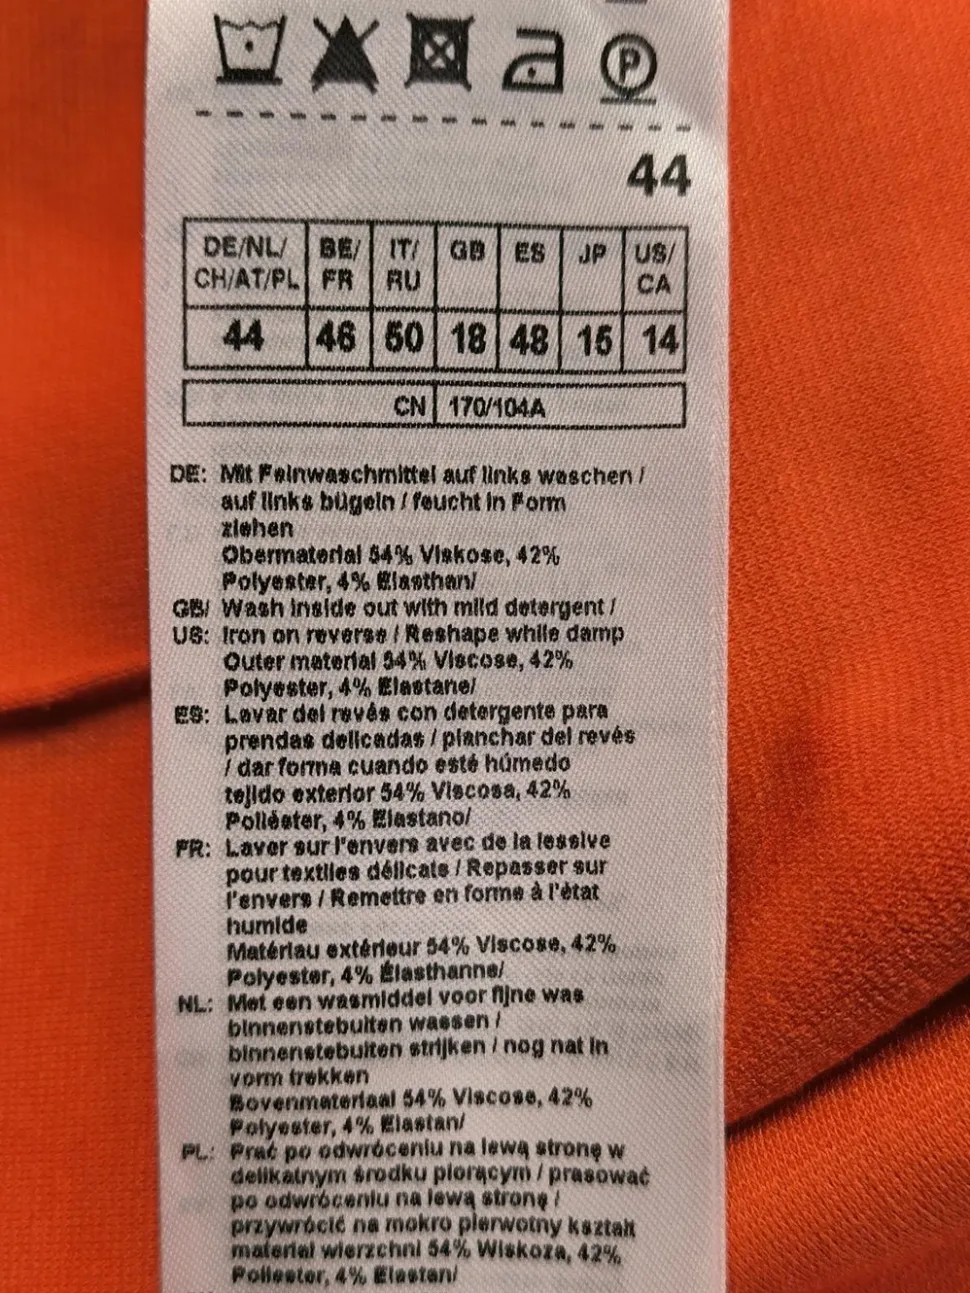 P
44
DE/NL/ CH/AT/PL BE/ FR IT/ RU GB ES JP US/ CA
44 46 50 18 48 15 14
CN 170/104A
DE: Mit Feinwaschmittel auf links waschen /
auf links bügeln / feucht in Form
ziehen
Obermaterial 54% Viskose, 42%
Polyester, 4% Elasthan/
GB/ Wash inside out with mild detergent /
US: Iron on reverse / Reshape while damp
Outer material 54% Viscose, 42%
Polyester, 4% Elastane/
ES: Lavar del revés con detergente para
prendas delicadas / planchar del revés
/ dar forma cuando esté húmedo
tejido exterior 54% Viscosa, 42%
Poliéster, 4% Elastano/
FR: Laver sur l'envers avec de la lessive
pour textiles délicats / Repasser sur
l'envers / Remettre en forme à l'état
humide
Matériau extérieur 54% Viscose, 42%
Polyester, 4% Élasthanne/
NL: Met een wasmiddel voor fijne was
binnenstebuiten wassen /
binnenstebuiten strijken / nog nat in
vorm trekken
Bovenmateriaal 54% Viscose, 42%
Polyester, 4% Elastan/
PL: Prać po odwróceniu na lewą stronę w
delikatnym środku piorącym / prasować
po odwróceniu na lewą stronę /
przywrócić na mokro pierwotny kształt
materiał wierzchni 54% Wiskoza, 42%
Poliester, 4% Elastan/